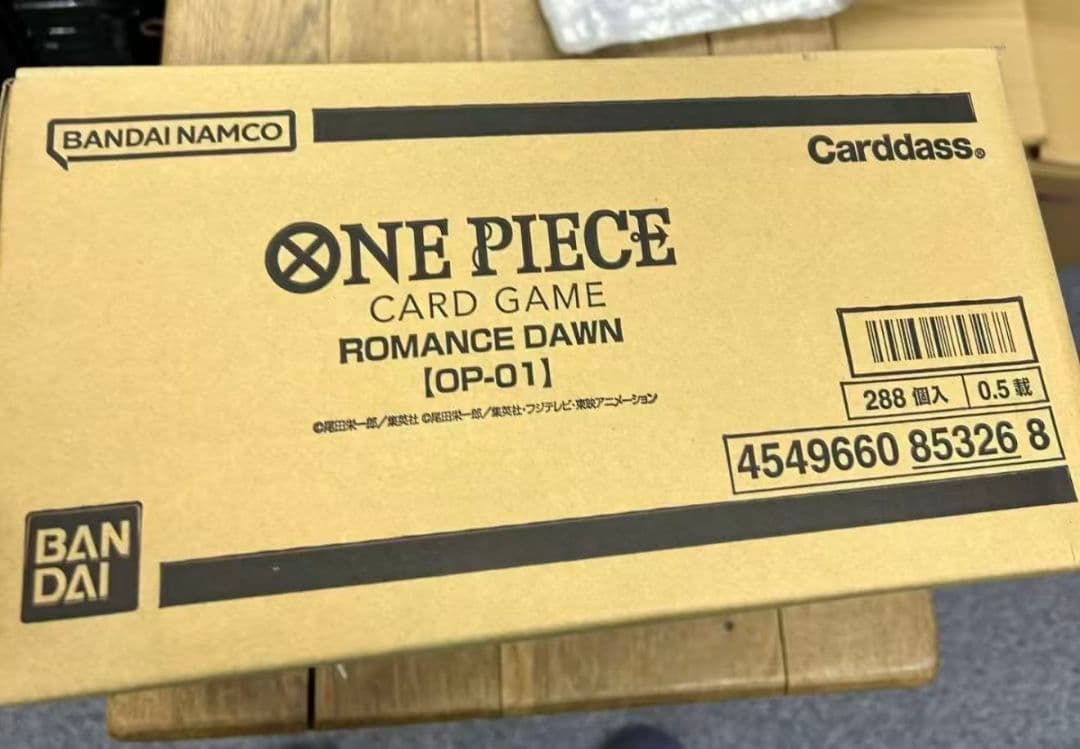 BANDAI NAMCO
Carddass®
ONE PIECE
CARD GAME
ROMANCE DAWN
【OP-01】
©尾田栄一郎/集英社 ©尾田栄一郎/集英社・フジテレビ・東映アニメーション
288 個入 0.5 載
4549660 85326 8
BAN
DAI